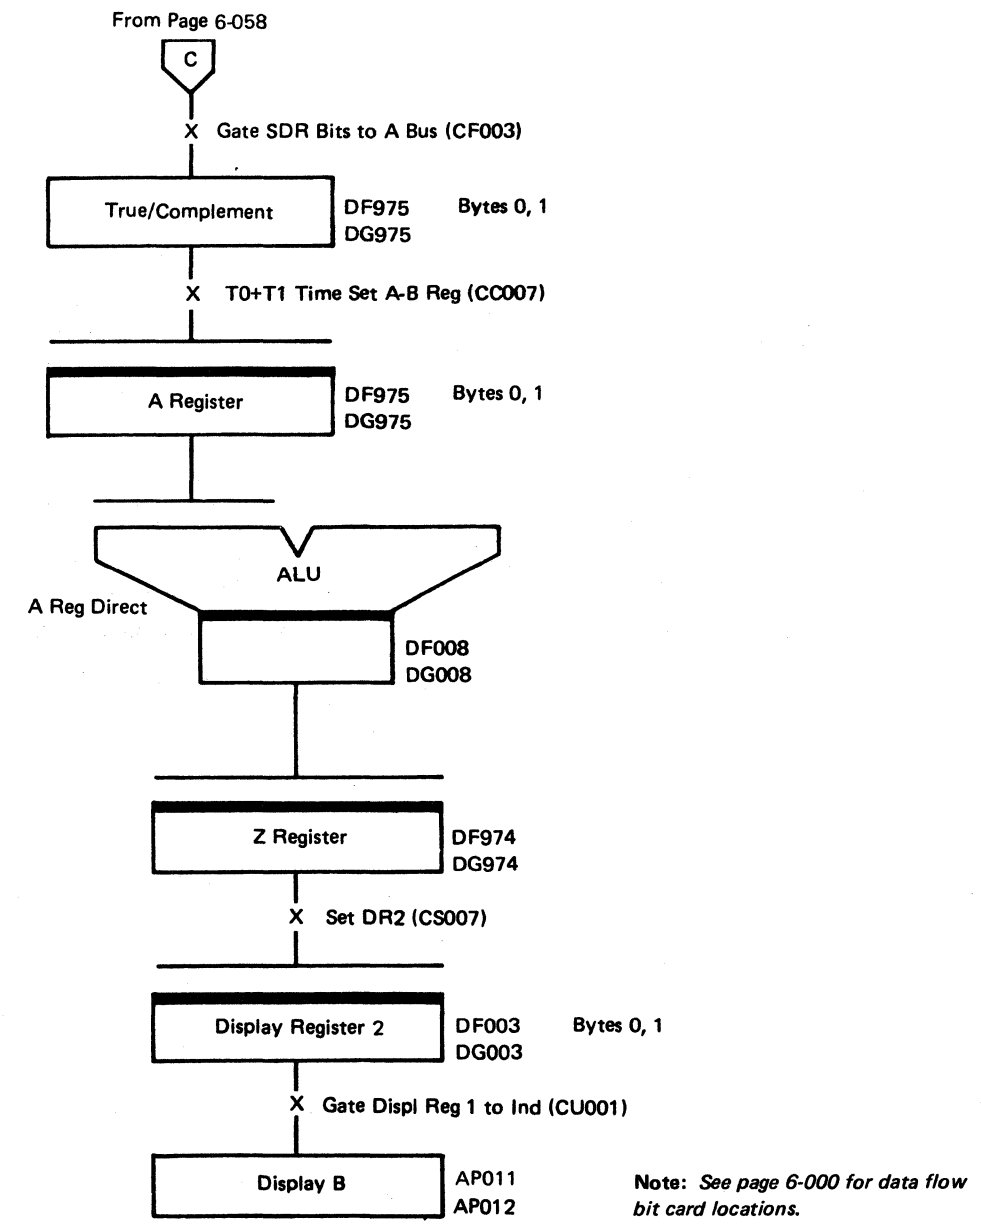 From Page 6-058
C
X Gate SDR Bits to A Bus (CF003)
True/Complement
DF975 Bytes 0, 1
DG975
X T0+T1 Time Set A-B Reg (CC007)
A Register
DF975 Bytes 0, 1
DG975
ALU
A Reg Direct
DF008
DG008
Z Register
DF974
DG974
X Set DR2 (CS007)
Display Register 2
DF003 Bytes 0, 1
DG003
X Gate Displ Reg 1 to Ind (CU001)
Display B
AP011
AP012
Note: See page 6-000 for data flow
bit card locations.